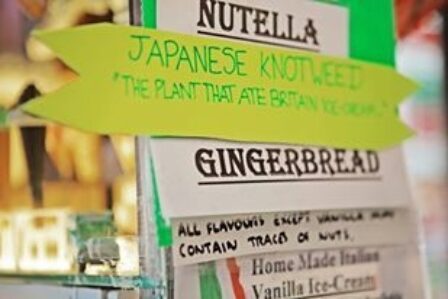 NUTELLA
JAPANESE KNOTWEED
"THE PLANT THAT ATE BRITAIN ICE-CREAM."
GINGERBREAD
ALL FLAVOURS EXCEPT VANILLA MAY
CONTAIN TRACES OF NUTS.
Home Made Italian
Vanilla Ice-Cream